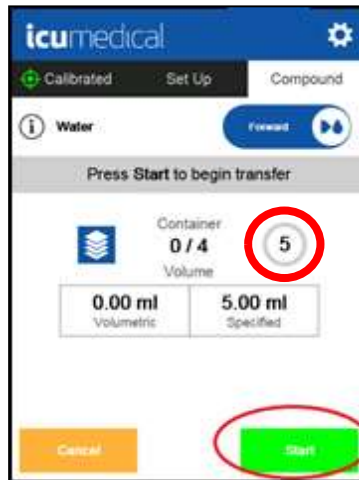 icumedical
Calibrated Set Up Compound
i Water Forward
Press Start to begin transfer
Container
0 / 4 5
Volume
0.00 ml 5.00 ml
Volumetric Specified
Cancel Start